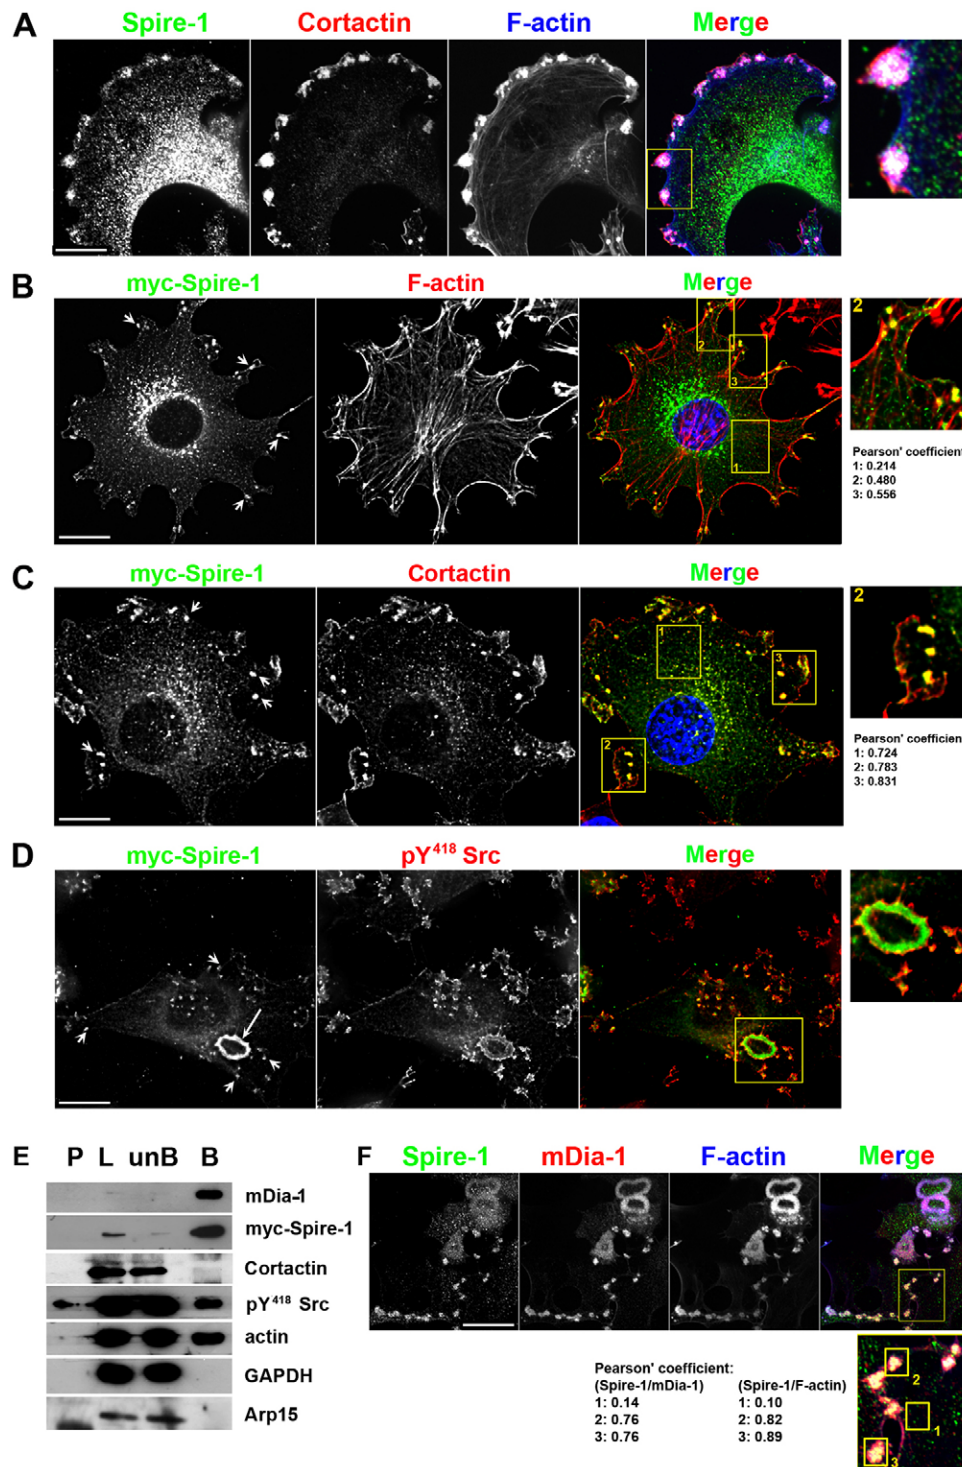 A
Spire-1 Cortactin F-actin Merge
B
myc-Spire-1 F-actin Merge
2
3
1
2
Pearson' coefficient
1: 0.214
2: 0.480
3: 0.556
C
myc-Spire-1 Cortactin Merge
1
3
2
2
Pearson' coefficien
1: 0.724
2: 0.783
3: 0.831
D
myc-Spire-1 pY418 Src Merge
E
P L unB B
mDia-1
myc-Spire-1
Cortactin
pY418 Src
actin
GAPDH
Arp15
F
Spire-1 mDia-1 F-actin Merge
Pearson' coefficient:
(Spire-1/mDia-1) (Spire-1/F-actin)
1: 0.14 1: 0.10
2: 0.76 2: 0.82
3: 0.76 3: 0.89
2
1
3